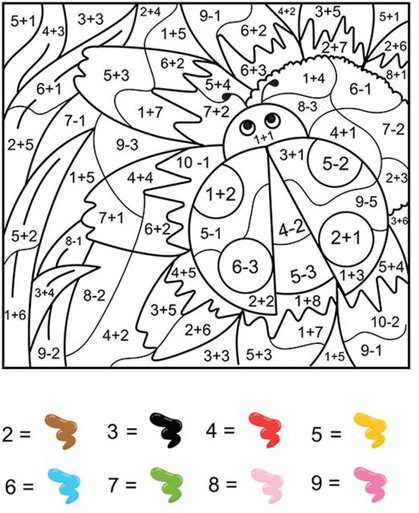 5+1 3+3 2+4 9-1 4+2 3+5 5+1
4+3 1+5 6+2 2+7 2+6
5+3 6+2 6+3 1+4 8+1
6+1 5+4 8-3 6-1
1+7 7+2
7-1 4+1 7-2
2+5 9-3 1+1
10 -1 3+1 5-2
1+5 4+4 1+2 2+3
9-5
7+1 3+6
5+2 6+2 5-1 4-2 2+1
8-1
4+5 6-3 5-3 1+3 5+4
3+4 8-2 2+2 1+8
1+6 3+5 10-2
4+2 2+6 1+7
9-2 3+3 5+3 1+5 9-1
2 = 3 = 4 = 5 =
6 = 7 = 8 = 9 =